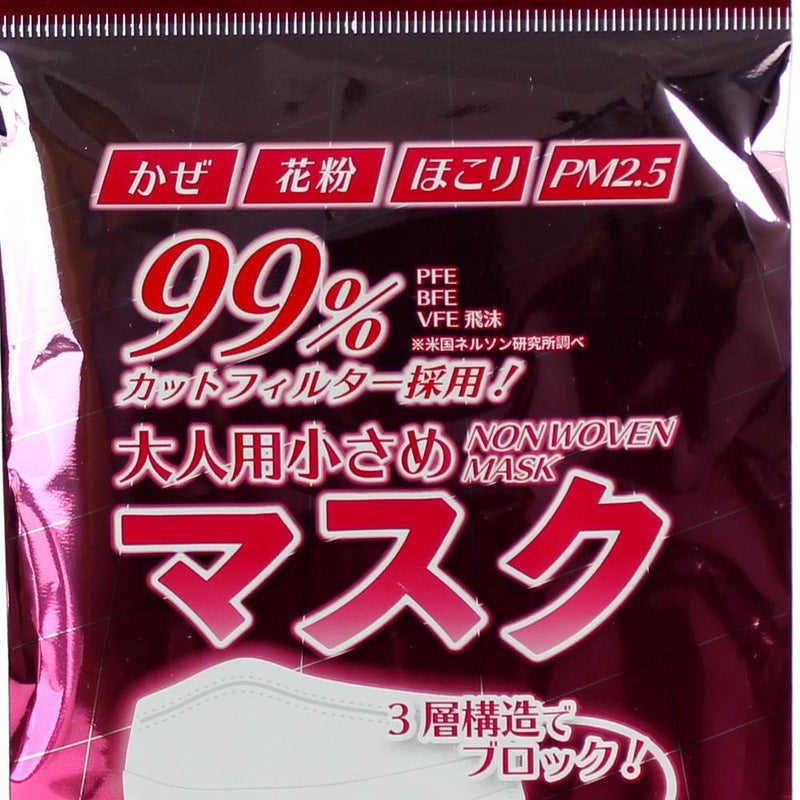 かぜ 花粉 ほこり PM2.5
99%
PFE
BFE
VFE 飛沫
※米国ネルソン研究所調べ
カットフィルター採用！
大人用小さめ
NONWOVEN
MASK
マスク
3層構造で
ブロック！